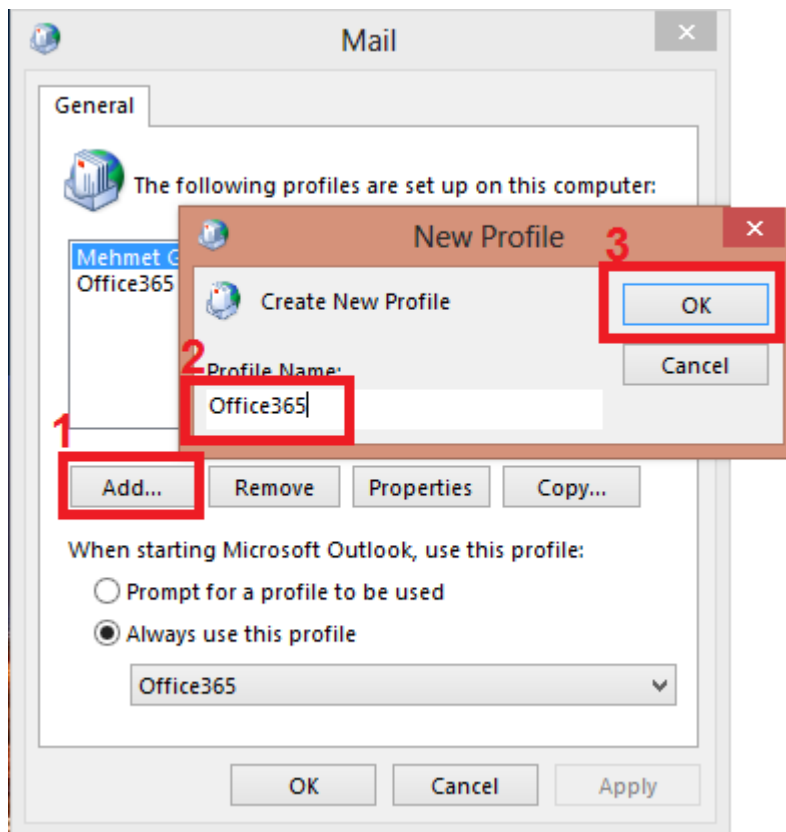 Mail
General
The following profiles are set up on this computer:
Mehmet
Office365
New Profile
3
Create New Profile
OK
2
Profile Name:
Cancel
Office365
1
Add...
Remove
Properties
Copy...
When starting Microsoft Outlook, use this profile:
Prompt for a profile to be used
Always use this profile
Office365
OK
Cancel
Apply